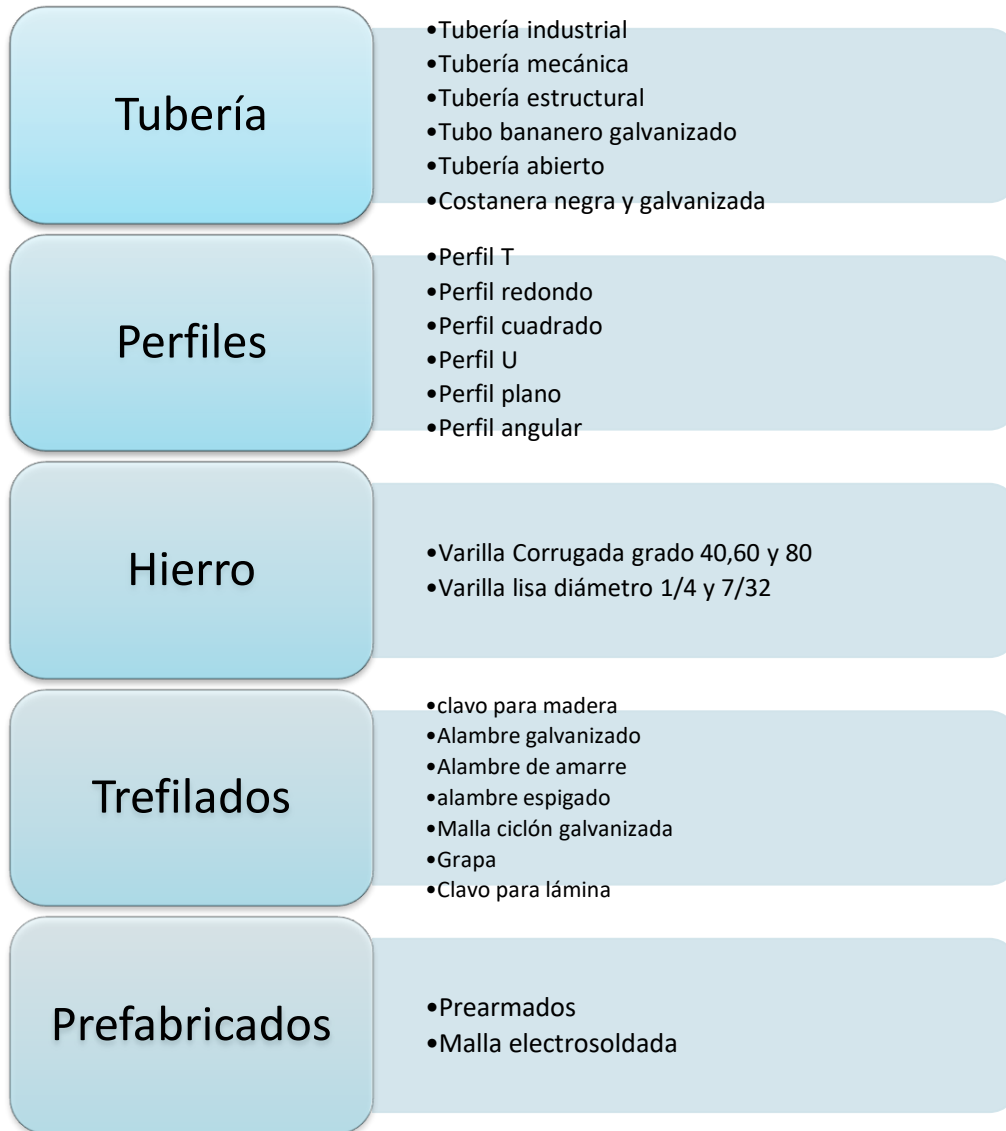 Tubería
•Tubería industrial
•Tubería mecánica
•Tubería estructural
•Tubo bananero galvanizado
•Tubería abierto
•Costanera negra y galvanizada
Perfiles
•Perfil T
•Perfil redondo
•Perfil cuadrado
•Perfil U
•Perfil plano
•Perfil angular
Hierro
•Varilla Corrugada grado 40,60 y 80
•Varilla lisa diámetro 1/4 y 7/32
Trefilados
•clavo para madera
•Alambre galvanizado
•Alambre de amarre
•alambre espigado
•Malla ciclón galvanizada
•Grapa
•Clavo para lámina
Prefabricados
•Prearmados
•Malla electrosoldada